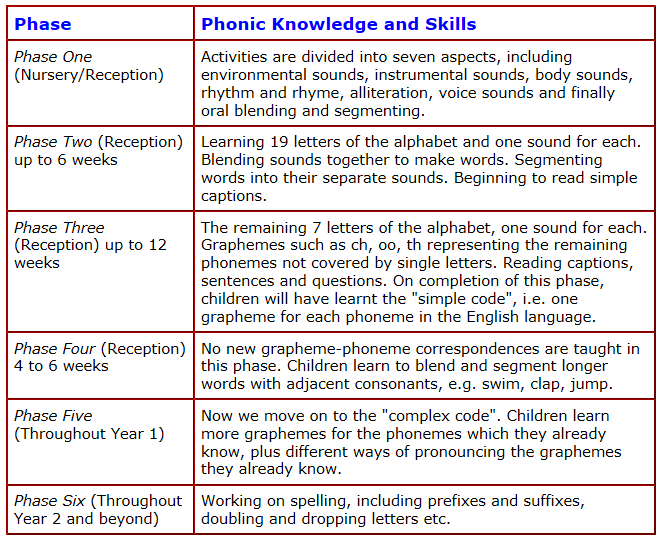 Phase
Phonic Knowledge and Skills
Phase One
(Nursery/Reception)
Activities are divided into seven aspects, including
environmental sounds, instrumental sounds, body sounds,
rhythm and rhyme, alliteration, voice sounds and finally
oral blending and segmenting.
Phase Two (Reception)
up to 6 weeks
Learning 19 letters of the alphabet and one sound for each.
Blending sounds together to make words. Segmenting
words into their separate sounds. Beginning to read simple
captions.
Phase Three
(Reception) up to 12
weeks
The remaining 7 letters of the alphabet, one sound for each.
Graphemes such as ch, oo, th representing the remaining
phonemes not covered by single letters. Reading captions,
sentences and questions. On completion of this phase,
children will have learnt the "simple code", i.e. one
grapheme for each phoneme in the English language.
Phase Four (Reception)
4 to 6 weeks
No new grapheme-phoneme correspondences are taught in
this phase. Children learn to blend and segment longer
words with adjacent consonants, e.g. swim, clap, jump.
Phase Five
(Throughout Year 1)
Now we move on to the "complex code". Children learn
more graphemes for the phonemes which they already
know, plus different ways of pronouncing the graphemes
they already know.
Phase Six (Throughout
Year 2 and beyond)
Working on spelling, including prefixes and suffixes,
doubling and dropping letters etc.